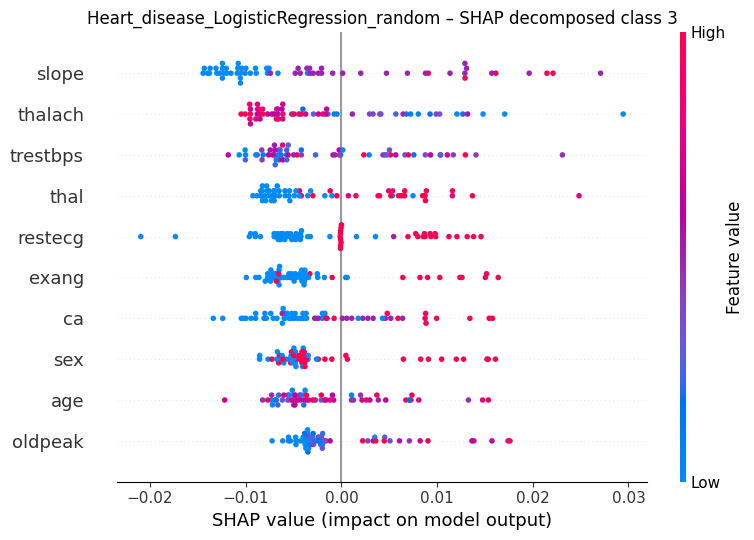 Heart_disease_LogisticRegression_random – SHAP decomposed class 3
High
slope
thalach
trestbps
thal
restecg
exang
ca
sex
age
oldpeak
Feature value
Low
−0.02 −0.01 0.00 0.01 0.02 0.03
SHAP value (impact on model output)